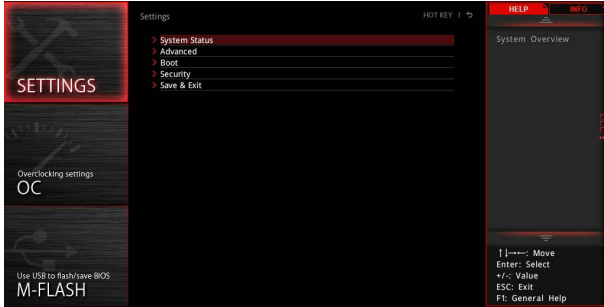 Settings
HOT KEY
System Status
Advanced
Boot
Security
Save & Exit
SETTINGS
Overclocking settings
OC
Use USB to flash/save BIOS
M-FLASH
HELP
INFO
System Overview
↑↓→←: Move
Enter: Select
+/-: Value
ESC: Exit
F1: General Help